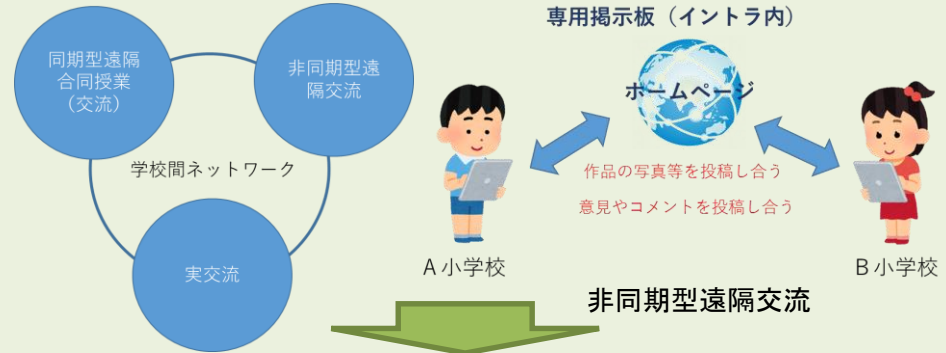 同期型遠隔
合同授業
（交流）
非同期型遠
隔交流
学校間ネットワーク
実交流
専用掲示板（イントラ内）
ホームページ
作品の写真等を投稿し合う
意見やコメントを投稿し合う
A小学校
B小学校
非同期型遠隔交流